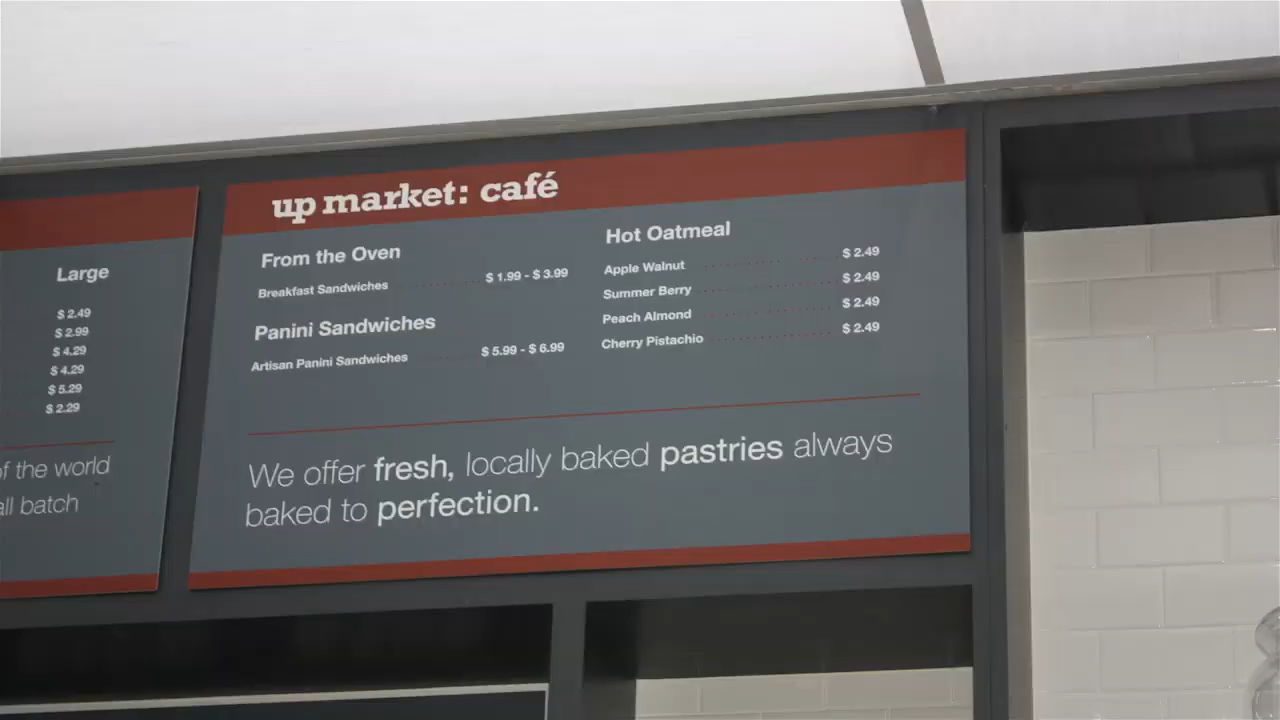 Large
$ 2.49
$ 2.99
$ 4.29
$ 4.29
$ 5.29
$ 2.29
of the world
all batch
up market: café
From the Oven
Breakfast Sandwiches $ 1.99 - $ 3.99
Panini Sandwiches
Artisan Panini Sandwiches $ 5.99 - $ 6.99
Hot Oatmeal
Apple Walnut $ 2.49
Summer Berry $ 2.49
Peach Almond $ 2.49
Cherry Pistachio $ 2.49
We offer fresh, locally baked pastries always
baked to perfection.